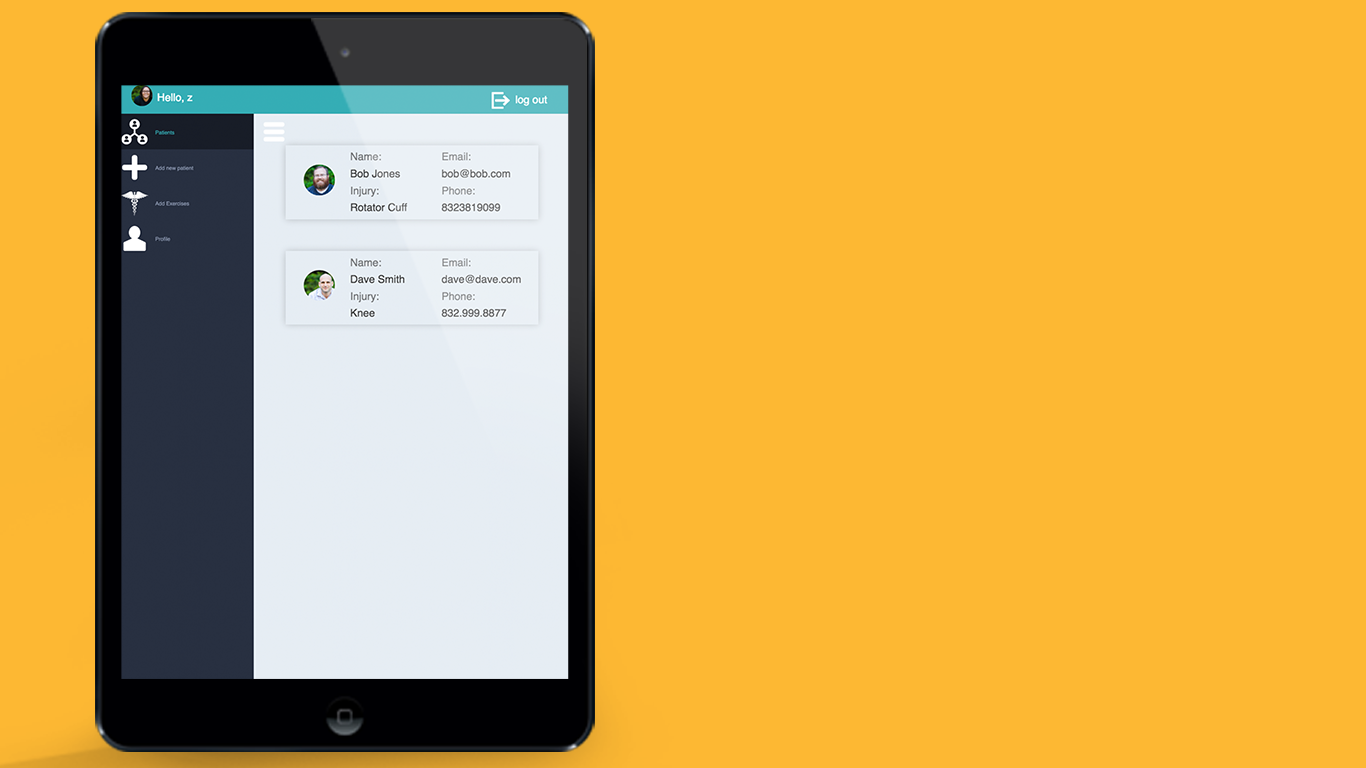 Hello, z
log out
Patients
Add new patient
Add Exercises
Profile
Name: Email:
Bob Jones bob@bob.com
Injury: Phone:
Rotator Cuff 8323819099
Name: Email:
Dave Smith dave@dave.com
Injury: Phone:
Knee 832.999.8877